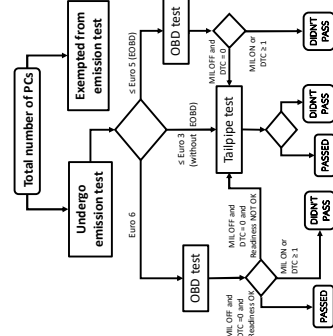 Total number of PCs
Undergo
emission test
Exempted from
emission test
Euro 6
≤ Euro 3
(without EOBD)
≤ Euro 5 (EOBD)
OBD test
OBD test
MIL OFF and
DTC = 0
MIL ON or
DTC ≥ 1
DIDN'T
PASS
Tailpipe test
MIL OFF and
DTC = 0 and
Readiness NOT OK
MIL OFF and
DTC =0 and
Readiness OK
MIL ON or
DTC ≥ 1
PASSED
DIDN'T
PASS
PASSED
DIDN'T
PASS